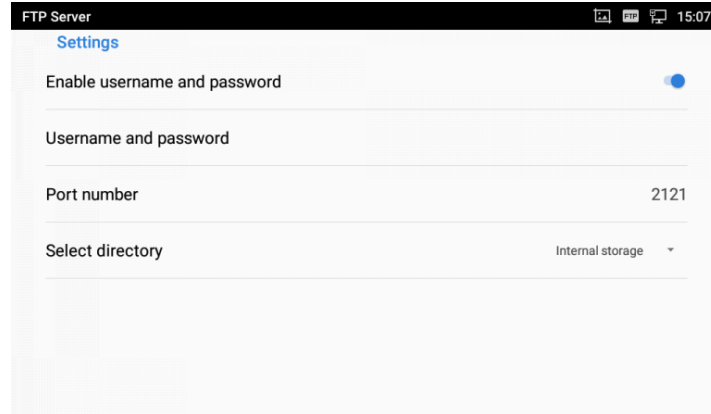 FTP Server FTP 15:07
Settings
Enable username and password
Username and password
Port number 2121
Select directory Internal storage